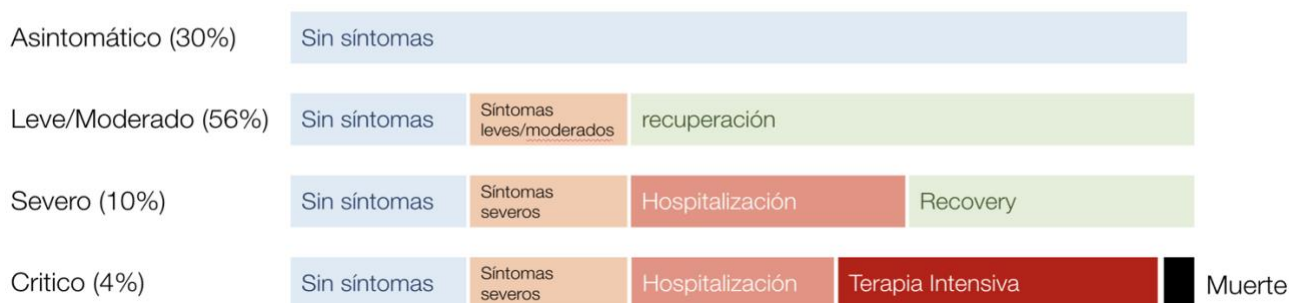 Asintomático (30%) Sin síntomas
Leve/Moderado (56%) Sin síntomas Síntomas leves/moderados recuperación
Severo (10%) Sin síntomas Síntomas severos Hospitalización Recovery
Critico (4%) Sin síntomas Síntomas severos Hospitalización Terapia Intensiva Muerte